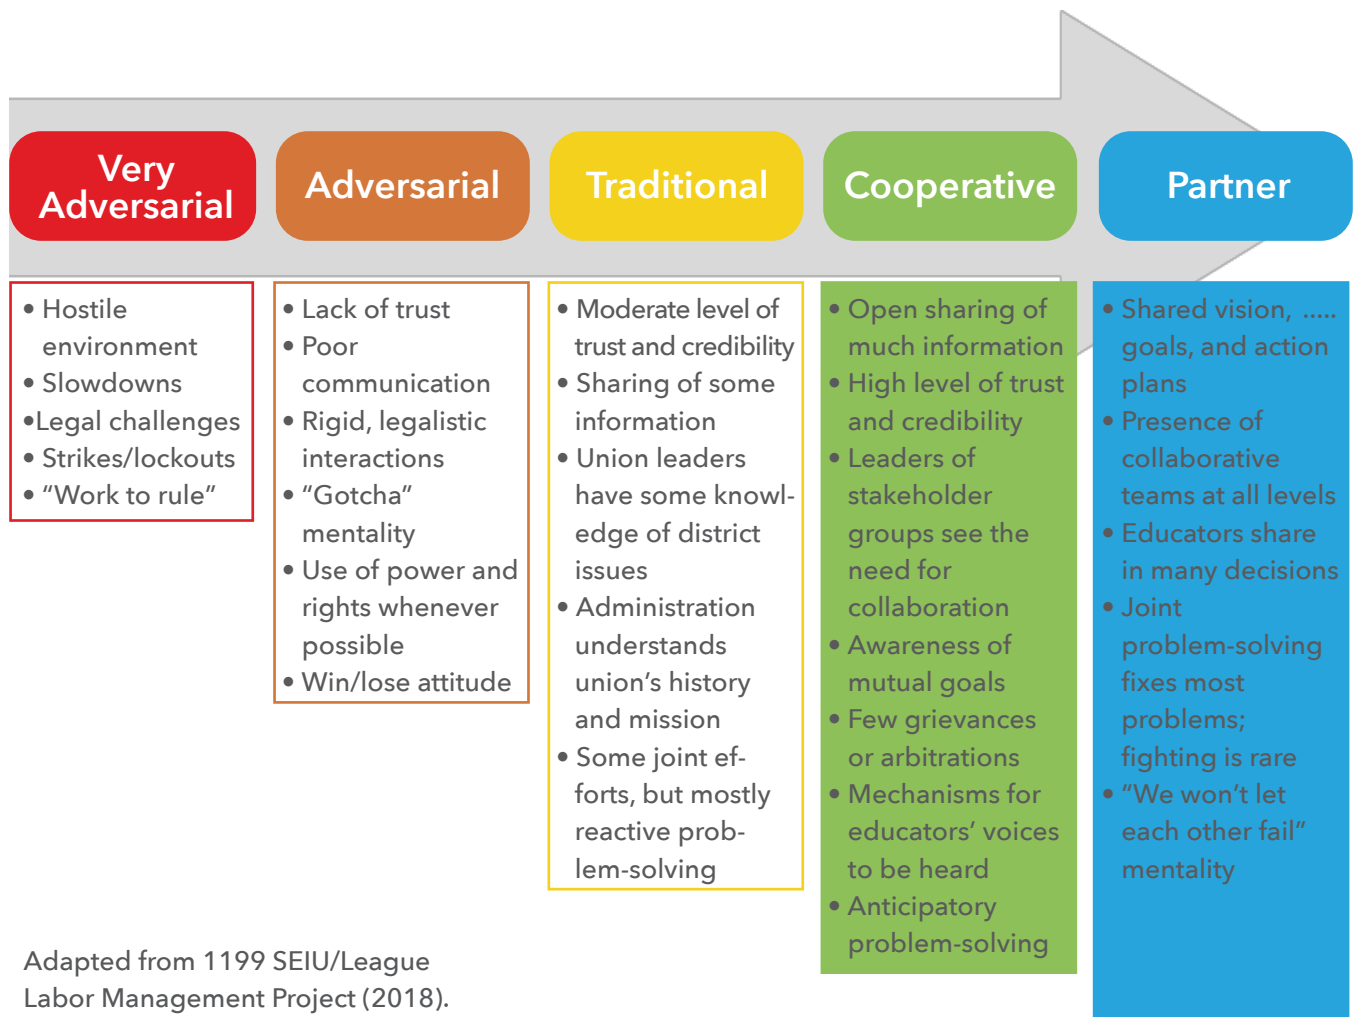 Very
Adversarial
Adversarial
Traditional
Cooperative
Partner
• Hostile
environment
• Slowdowns
•Legal challenges
• Strikes/lockouts
• “Work to rule”
• Lack of trust
• Poor
communication
• Rigid, legalistic
interactions
• “Gotcha”
mentality
• Use of power and
rights whenever
possible
• Win/lose attitude
• Moderate level of
trust and credibility
• Sharing of some
information
• Union leaders
have some knowl-
edge of district
issues
• Administration
understands
union’s history
and mission
• Some joint ef-
forts, but mostly
reactive prob-
lem-solving
• Open sharing of
much information
• High level of trust
and credibility
• Leaders of
stakeholder
groups see the
need for
collaboration
• Awareness of
mutual goals
• Few grievances
or arbitrations
• Mechanisms for
educators’ voices
to be heard
• Anticipatory
problem-solving
• Shared vision, .....
goals, and action
plans
• Presence of
collaborative
teams at all levels
• Educators share
in many decisions
• Joint
problem-solving
fixes most
problems;
fighting is rare
• “We won’t let
each other fail”
mentality
Adapted from 1199 SEIU/League
Labor Management Project (2018).